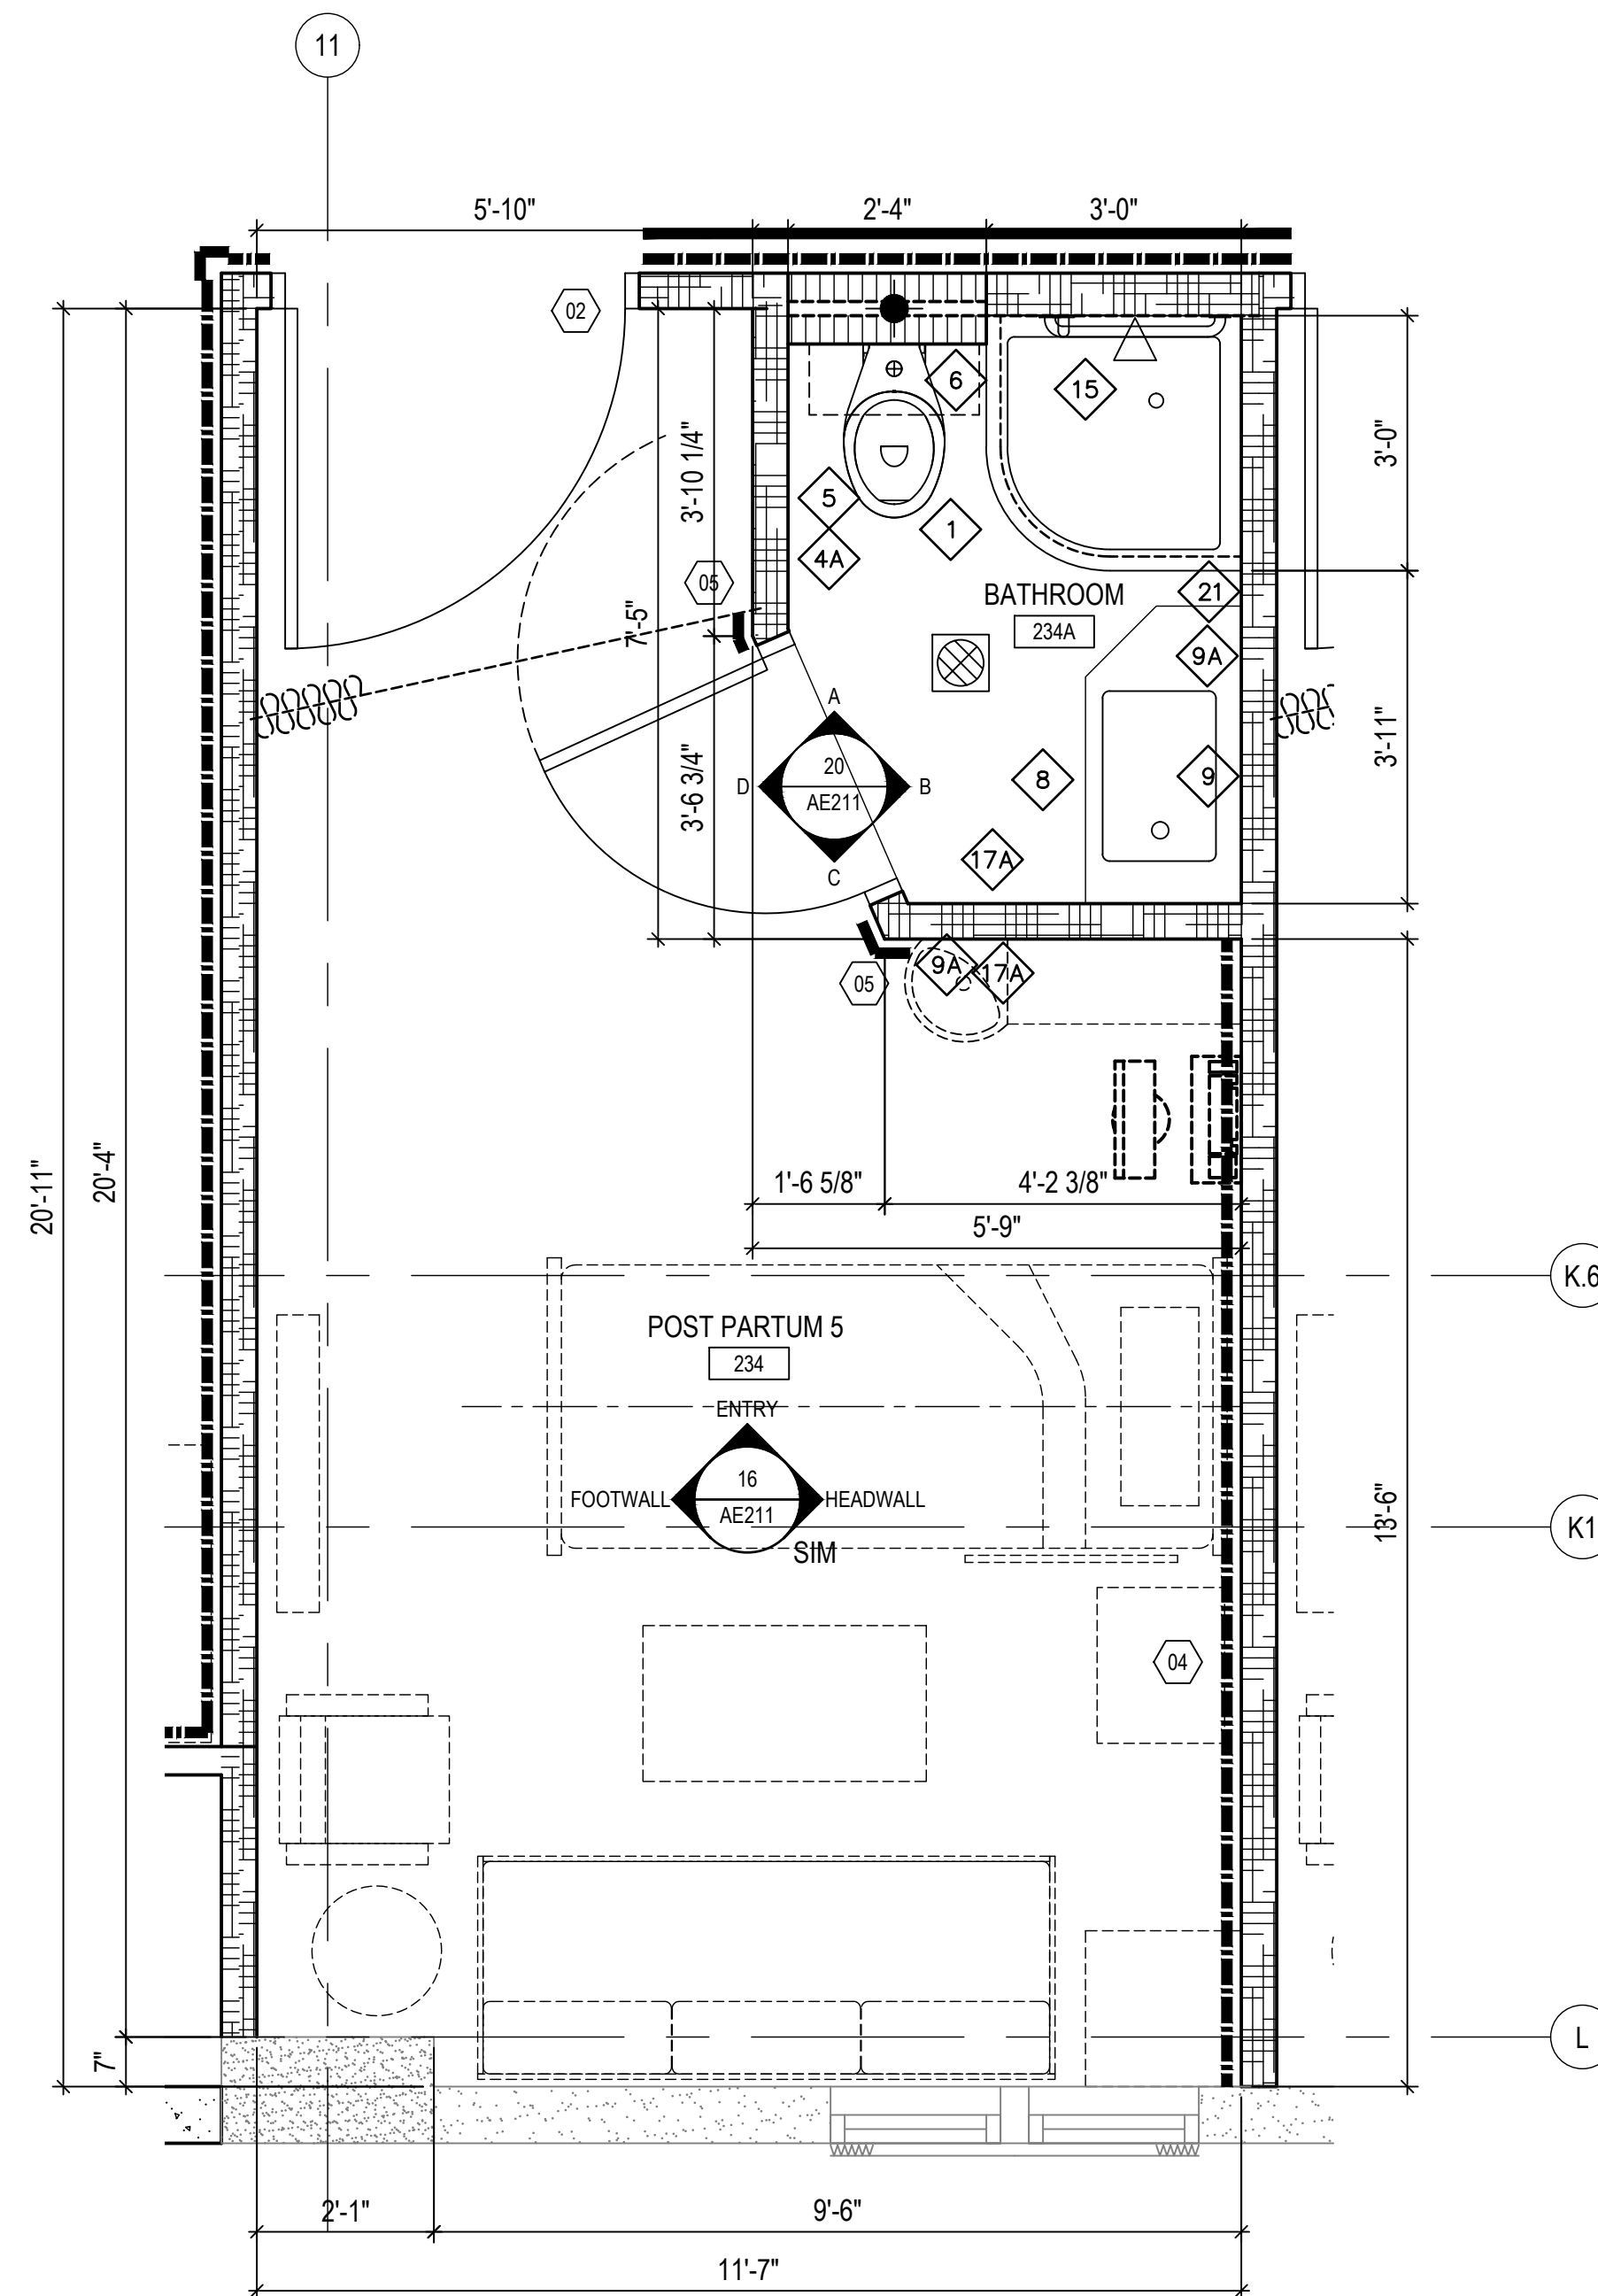 11
5'-10"
2'-4"
3'-0"
02
6
15
3'-10 1/4"
3'-0"
5
1
4A
05
7'-5"
BATHROOM
234A
21
9A
A
20
AE211
D
B
C
3'-6 3/4"
8
9
3'-11"
17A
9A
17A
05
20'-11"
20'-4"
1'-6 5/8"
4'-2 3/8"
5'-9"
K.6
POST PARTUM 5
234
ENTRY
16
AE211
FOOTWALL
HEADWALL
SIM
13'-6"
K1
04
L
7"
2'-1"
9'-6"
11'-7"